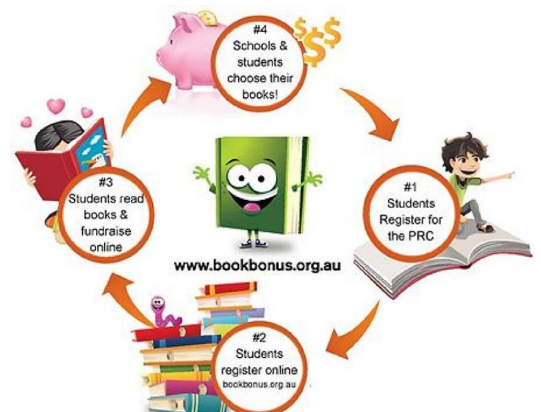 #4
Schools &
students
choose their
books!
#1
Students
Register for
the PRC
#2
Students
register online
bookbonus.org.au
#3
Students read
books &
fundraise
online
www.bookbonus.org.au